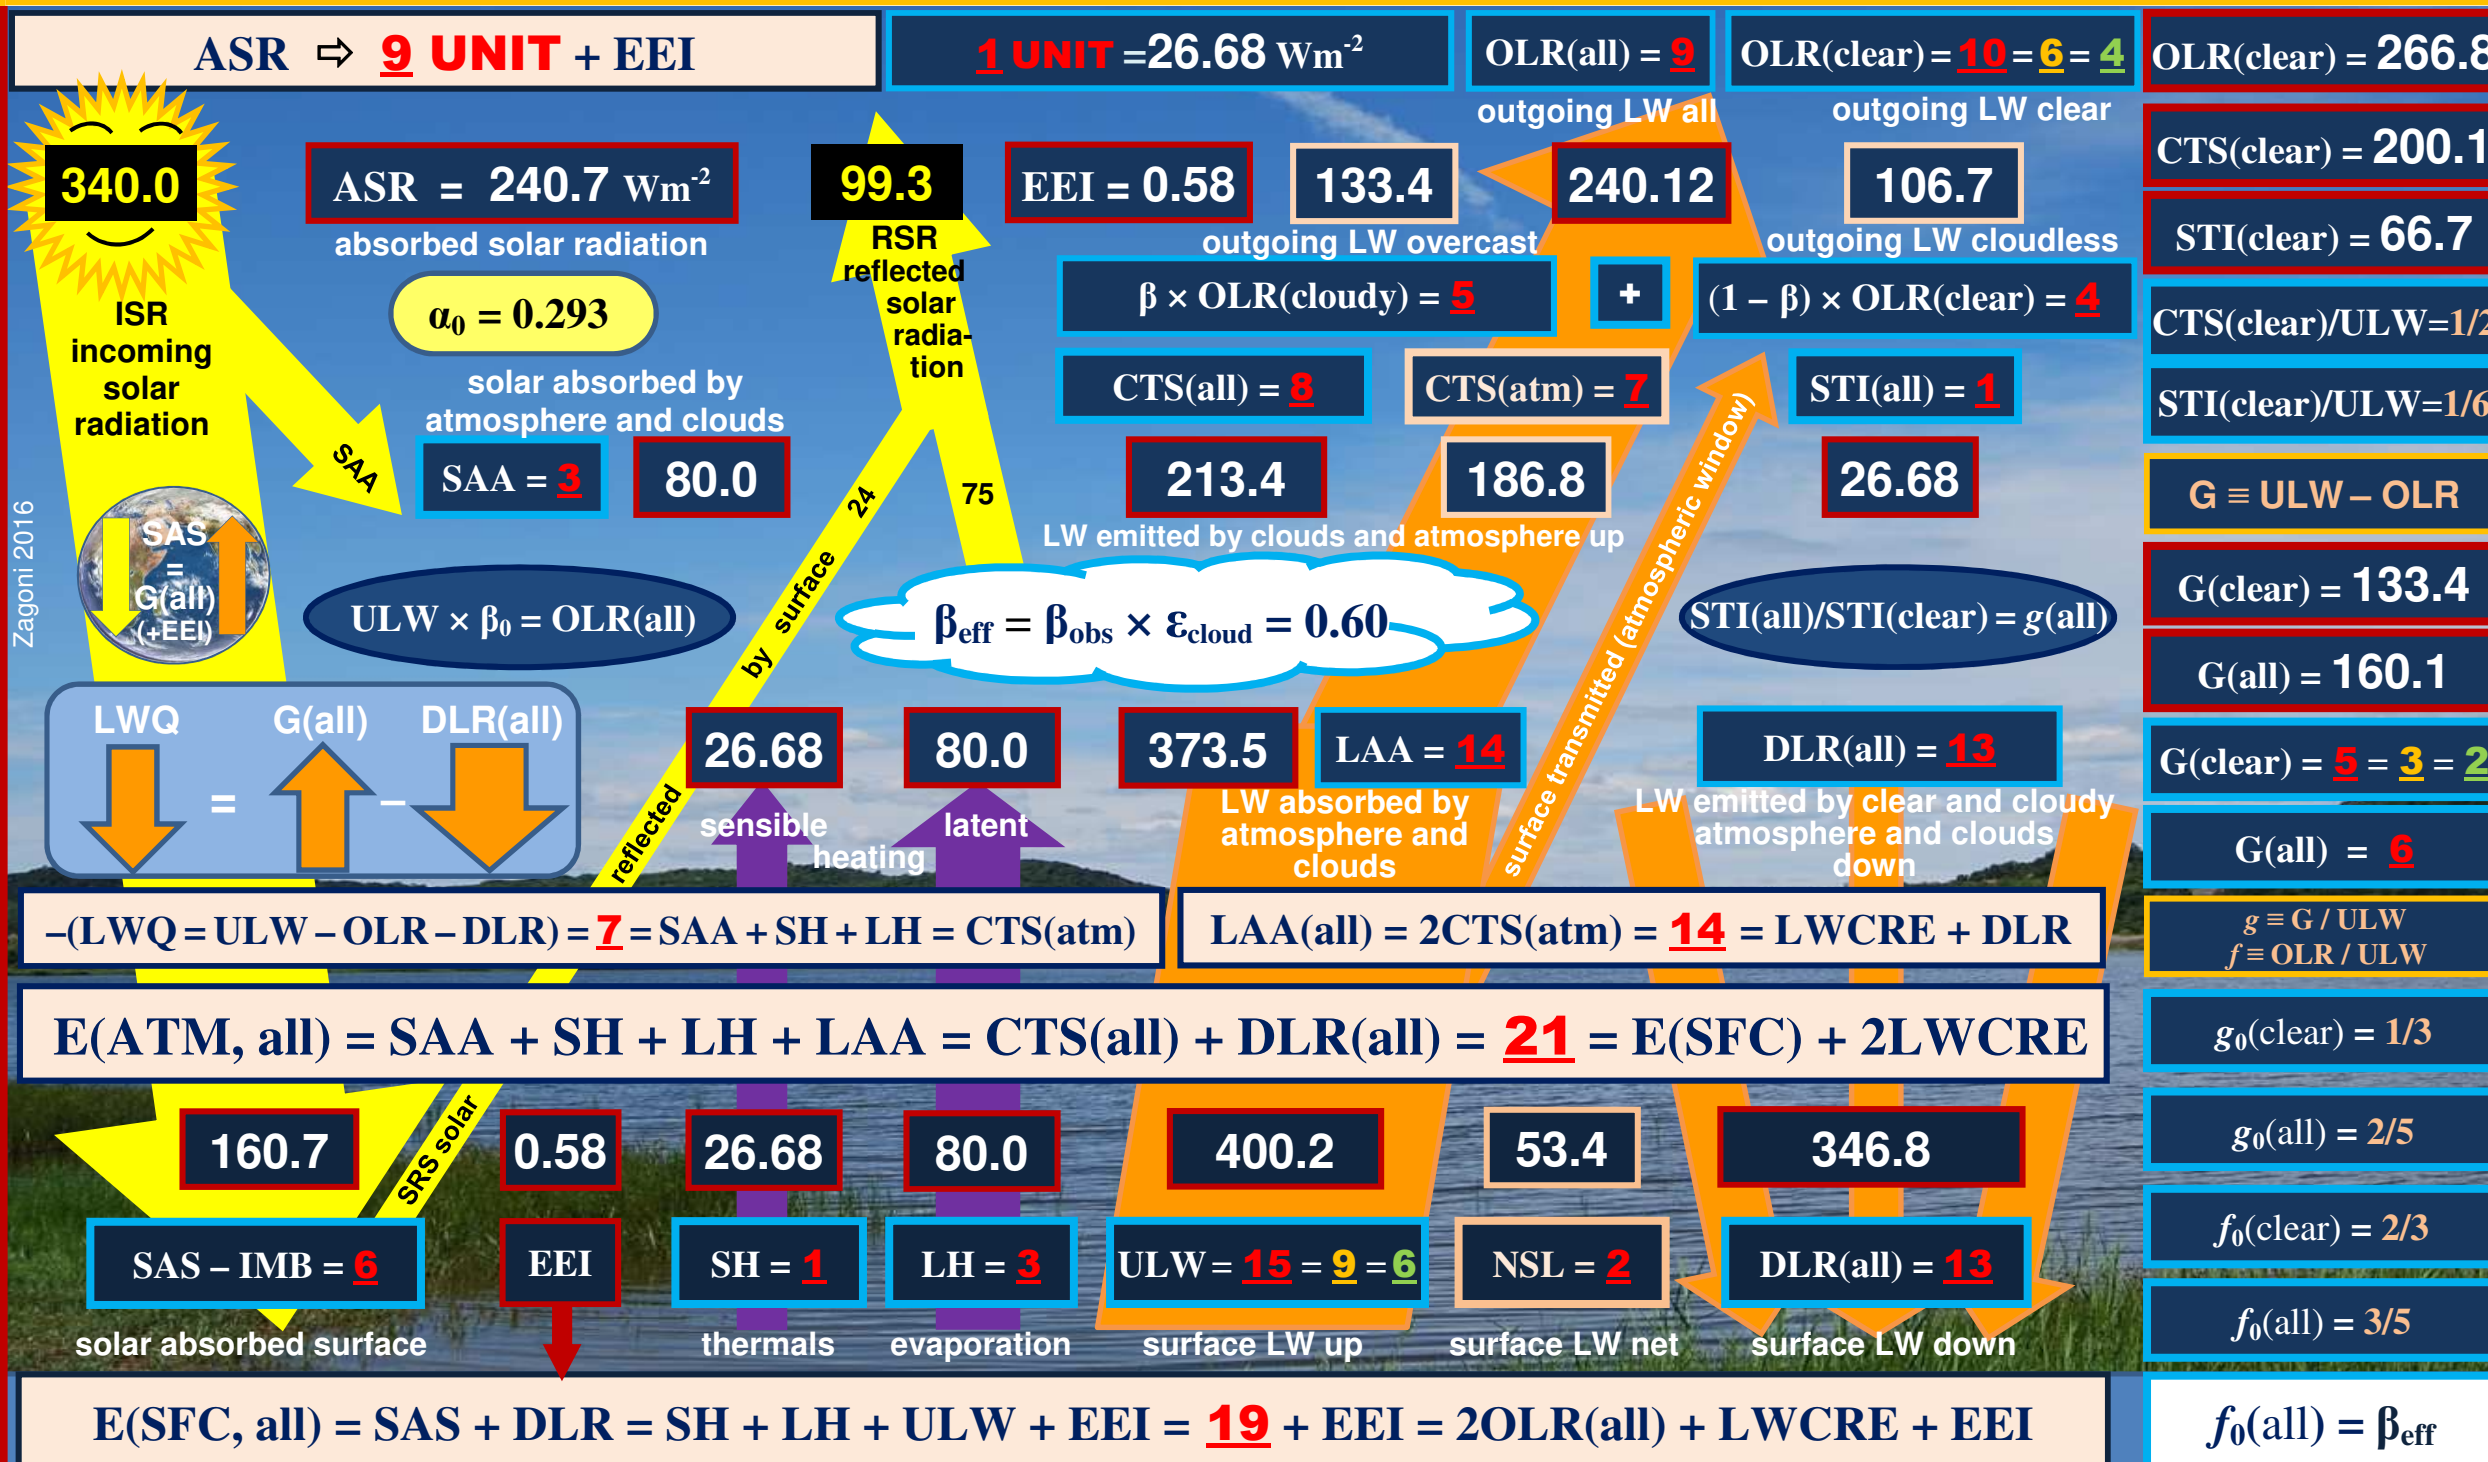 ASR ⇨ 9 UNIT + EEI
1 UNIT =26.68 Wm-2
OLR(all) = 9
OLR(clear) = 10 = 6 = 4
OLR(clear) = 266.8
outgoing LW all
outgoing LW clear
340.0
ASR = 240.7 Wm-2
absorbed solar radiation
99.3
RSR
reflected
solar
radia-
tion
EEI = 0.58
133.4
outgoing LW overcast
240.12
106.7
outgoing LW cloudless
CTS(clear) = 200.1
STI(clear) = 66.7
ISR
incoming
solar
radiation
α0 = 0.293
β × OLR(cloudy) = 5
+
(1 – β) × OLR(clear) = 4
CTS(clear)/ULW=1/2
solar absorbed by
atmosphere and clouds
CTS(all) = 8
CTS(atm) = 7
STI(all) = 1
STI(clear)/ULW=1/6
SAA
SAA = 3
80.0
24
75
213.4
186.8
26.68
LW emitted by clouds and atmosphere up
G ≡ ULW – OLR
Zagoni 2016
SAS
=
G(all)
(+EEI)
ULW × β0 = OLR(all)
reflected by surface
βeff = βobs × εcloud = 0.60
surface transmitted (atmospheric window)
STI(all)/STI(clear) = g(all)
G(clear) = 133.4
G(all) = 160.1
LWQ G(all) DLR(all)
= –
26.68
80.0
373.5
LAA = 14
DLR(all) = 13
G(clear) = 5 = 3 = 2
sensible latent
heating
LW absorbed by
atmosphere and
clouds
LW emitted by clear and cloudy
atmosphere and clouds
down
G(all) = 6
–(LWQ = ULW – OLR – DLR) = 7 = SAA + SH + LH = CTS(atm)
LAA(all) = 2CTS(atm) = 14 = LWCRE + DLR
g ≡ G / ULW
f ≡ OLR / ULW
E(ATM, all) = SAA + SH + LH + LAA = CTS(all) + DLR(all) = 21 = E(SFC) + 2LWCRE
g0(clear) = 1/3
160.7
SRS solar
0.58
26.68
80.0
400.2
53.4
346.8
g0(all) = 2/5
SAS – IMB = 6
EEI
SH = 1
LH = 3
ULW = 15 = 9 = 6
NSL = 2
DLR(all) = 13
f0(clear) = 2/3
solar absorbed surface
thermals
evaporation
surface LW up
surface LW net
surface LW down
f0(all) = 3/5
E(SFC, all) = SAS + DLR = SH + LH + ULW + EEI = 19 + EEI = 2OLR(all) + LWCRE + EEI
f0(all) = βeff